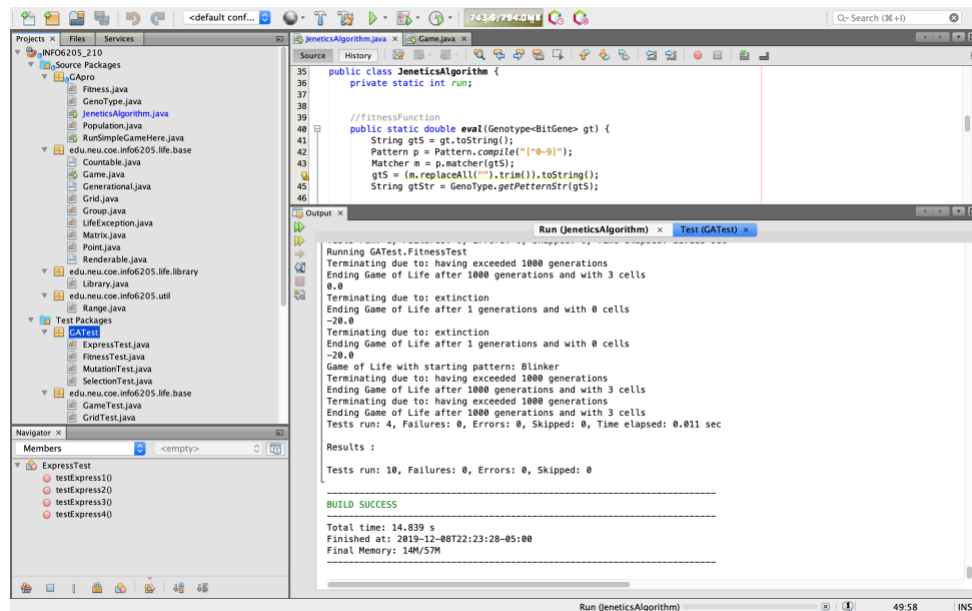 <default conf...
743.6/794.0MB
Search (⌘+I)
Projects × Files Services
INFO6205_210
Source Packages
GApro
Fitness.java
GenoType.java
JeneticsAlgorithm.java
Population.java
RunSimpleGameHere.java
edu.neu.coe.info6205.life.base
Countable.java
Game.java
Generational.java
Grid.java
Group.java
LifeException.java
Matrix.java
Point.java
Renderable.java
edu.neu.coe.info6205.life.library
Library.java
edu.neu.coe.info6205.util
Range.java
Test Packages
GATest
ExpressTest.java
FitnessTest.java
MutationTest.java
SelectionTest.java
edu.neu.coe.info6205.life.base
GameTest.java
GridTest.java
Navigator ×
Members <empty>
ExpressTest
testExpress1()
testExpress2()
testExpress3()
testExpress4()
JeneticsAlgorithm.java × Game.java ×
Source History
35 public class JeneticsAlgorithm {
36 private static int run;
37
38
39 //fitnessFunction
40 public static double eval(Genotype<BitGene> gt) {
41 String gtS = gt.toString();
42 Pattern p = Pattern.compile("[^0-9]");
43 Matcher m = p.matcher(gtS);
gtS = (m.replaceAll("").trim()).toString();
45 String gtStr = GenoType.getPetternStr(gtS);
46
Output ×
Run (JeneticsAlgorithm) × Test (GATest) ×
Running GATest.FitnessTest
Terminating due to: having exceeded 1000 generations
Ending Game of Life after 1000 generations and with 3 cells
0.0
Terminating due to: extinction
Ending Game of Life after 1 generations and with 0 cells
-20.0
Terminating due to: extinction
Ending Game of Life after 1 generations and with 0 cells
-20.0
Game of Life with starting pattern: Blinker
Terminating due to: having exceeded 1000 generations
Ending Game of Life after 1000 generations and with 3 cells
Terminating due to: having exceeded 1000 generations
Ending Game of Life after 1000 generations and with 3 cells
Tests run: 4, Failures: 0, Errors: 0, Skipped: 0, Time elapsed: 0.011 sec
Results :
Tests run: 10, Failures: 0, Errors: 0, Skipped: 0
BUILD SUCCESS
Total time: 14.839 s
Finished at: 2019-12-08T22:23:28-05:00
Final Memory: 14M/57M
Run (JeneticsAlgorithm) 49:58 INS